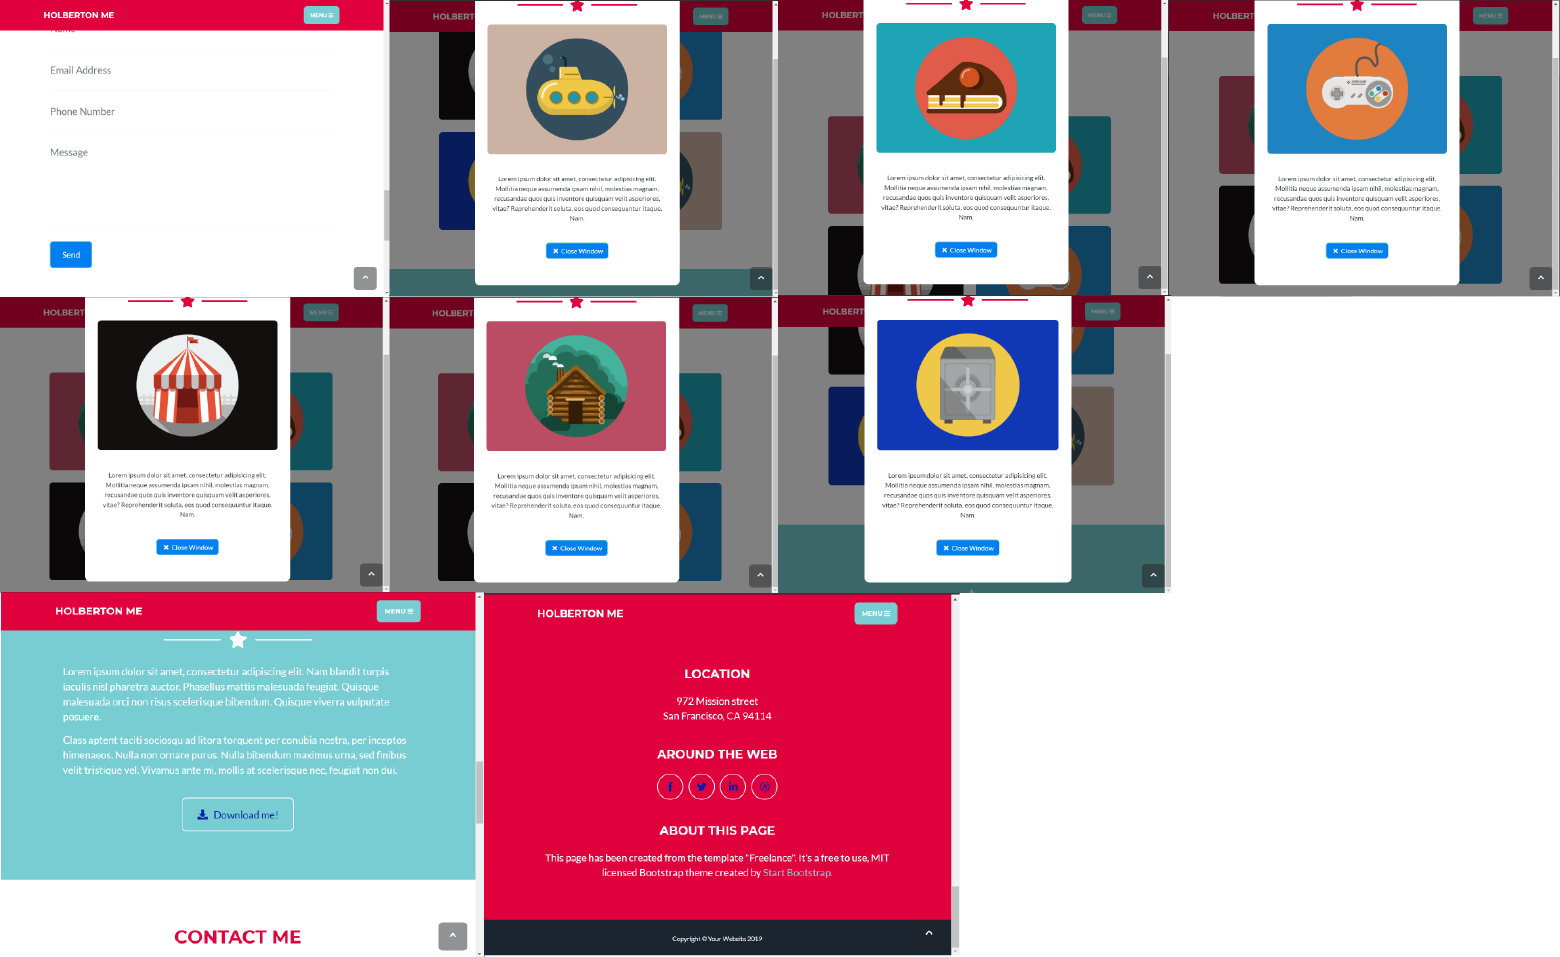 HOLBERTON ME
MENU
Name
Email Address
Phone Number
Message
Send
HOLBERT
MENU
Lorem ipsum dolor sit amet, consectetur adipisicing elit.
Mollitia neque assumenda ipsam nihil, molestias magnam,
recusandae quos quis inventore quisquam velit asperiores,
vitae? Reprehenderit soluta, eos quod consequuntur itaque.
Nam.
Close Window
HOLBERTON
MENU
Lorem ipsum dolor sit amet, consectetur adipisicing elit.
Mollitia neque assumenda ipsam nihil, molestias magnam,
recusandae quos quis inventore quisquam velit asperiores,
vitae? Reprehenderit soluta, eos quod consequuntur itaque.
Nam.
Close Window
HOLBERTON
MENU
Lorem ipsum dolor sit amet, consectetur adipisicing elit.
Mollitia neque assumenda ipsam nihil, molestias magnam,
recusandae quos quis inventore quisquam velit asperiores,
vitae? Reprehenderit soluta, eos quod consequuntur itaque.
Nam.
Close Window
HOLBERT
MENU
Lorem ipsum dolor sit amet, consectetur adipisicing elit.
Mollitia neque assumenda ipsam nihil, molestias magnam,
recusandae quos quis inventore quisquam velit asperiores,
vitae? Reprehenderit soluta, eos quod consequuntur itaque.
Nam.
Close Window
HOLBERT
MENU
Lorem ipsum dolor sit amet, consectetur adipisicing elit.
Mollitia neque assumenda ipsam nihil, molestias magnam,
recusandae quos quis inventore quisquam velit asperiores,
vitae? Reprehenderit soluta, eos quod consequuntur itaque.
Nam.
Close Window
HOLBERTON
MENU
Lorem ipsum dolor sit amet, consectetur adipisicing elit.
Mollitia neque assumenda ipsam nihil, molestias magnam,
recusandae quos quis inventore quisquam velit asperiores,
vitae? Reprehenderit soluta, eos quod consequuntur itaque.
Nam.
Close Window
HOLBERTON ME
MENU
Lorem ipsum dolor sit amet, consectetur adipiscing elit. Nam blandit turpis
iaculis nisl pharetra auctor. Phasellus mattis malesuada feugiat. Quisque
malesuada orci non risus scelerisque bibendum. Quisque viverra vulputate
posuere.
Class aptent taciti sociosqu ad litora torquent per conubia nostra, per inceptos
himenaeos. Nulla non ornare purus. Nulla bibendum maximus urna, sed finibus
velit tristique vel. Vivamus ante mi, mollis at scelerisque nec, feugiat non dui.
Download me!
CONTACT ME
HOLBERTON ME
MENU
LOCATION
972 Mission street
San Francisco, CA 94114
AROUND THE WEB
ABOUT THIS PAGE
This page has been created from the template "Freelance". It's a free to use, MIT
licensed Bootstrap theme created by Start Bootstrap.
Copyright © Your Website 2019